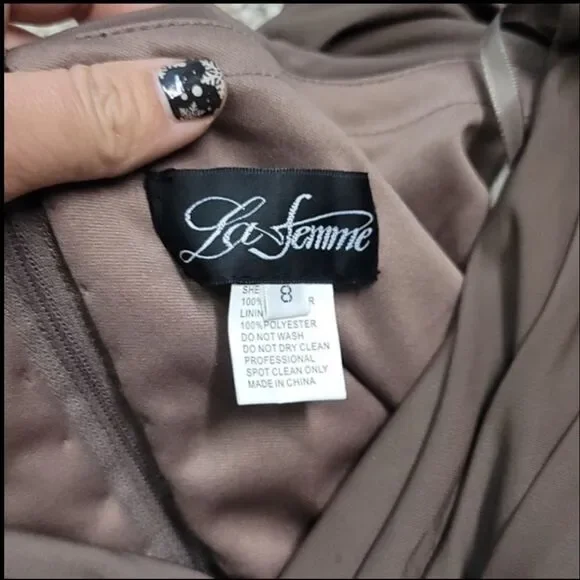 La Femme
8
100%
100% POLYESTER
DO NOT WASH
DO NOT DRY CLEAN
PROFESSIONAL
SPOT CLEAN ONLY
MADE IN CHINA